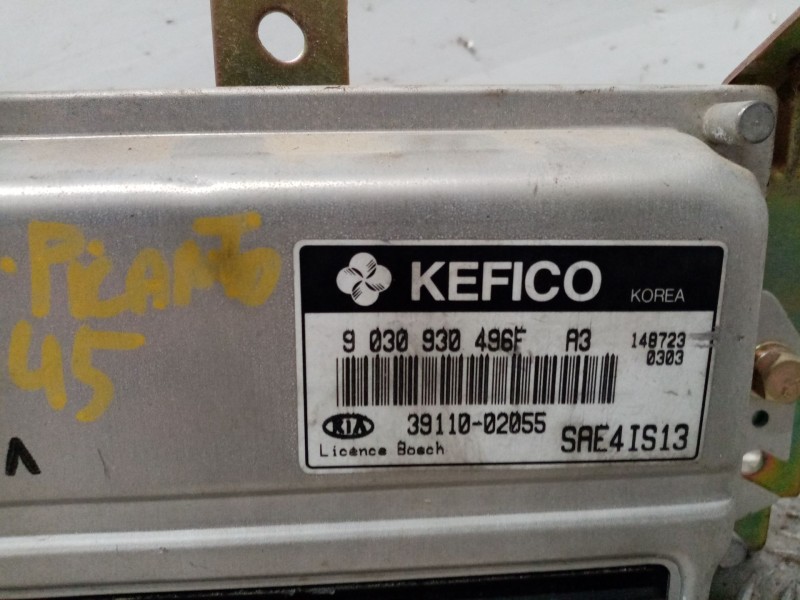 PICANTO
45
KEFICO
KOREA
9 030 930 496F A3
148723
0303
KIA
39110-02055
Licence Bosch
SAE4IS13